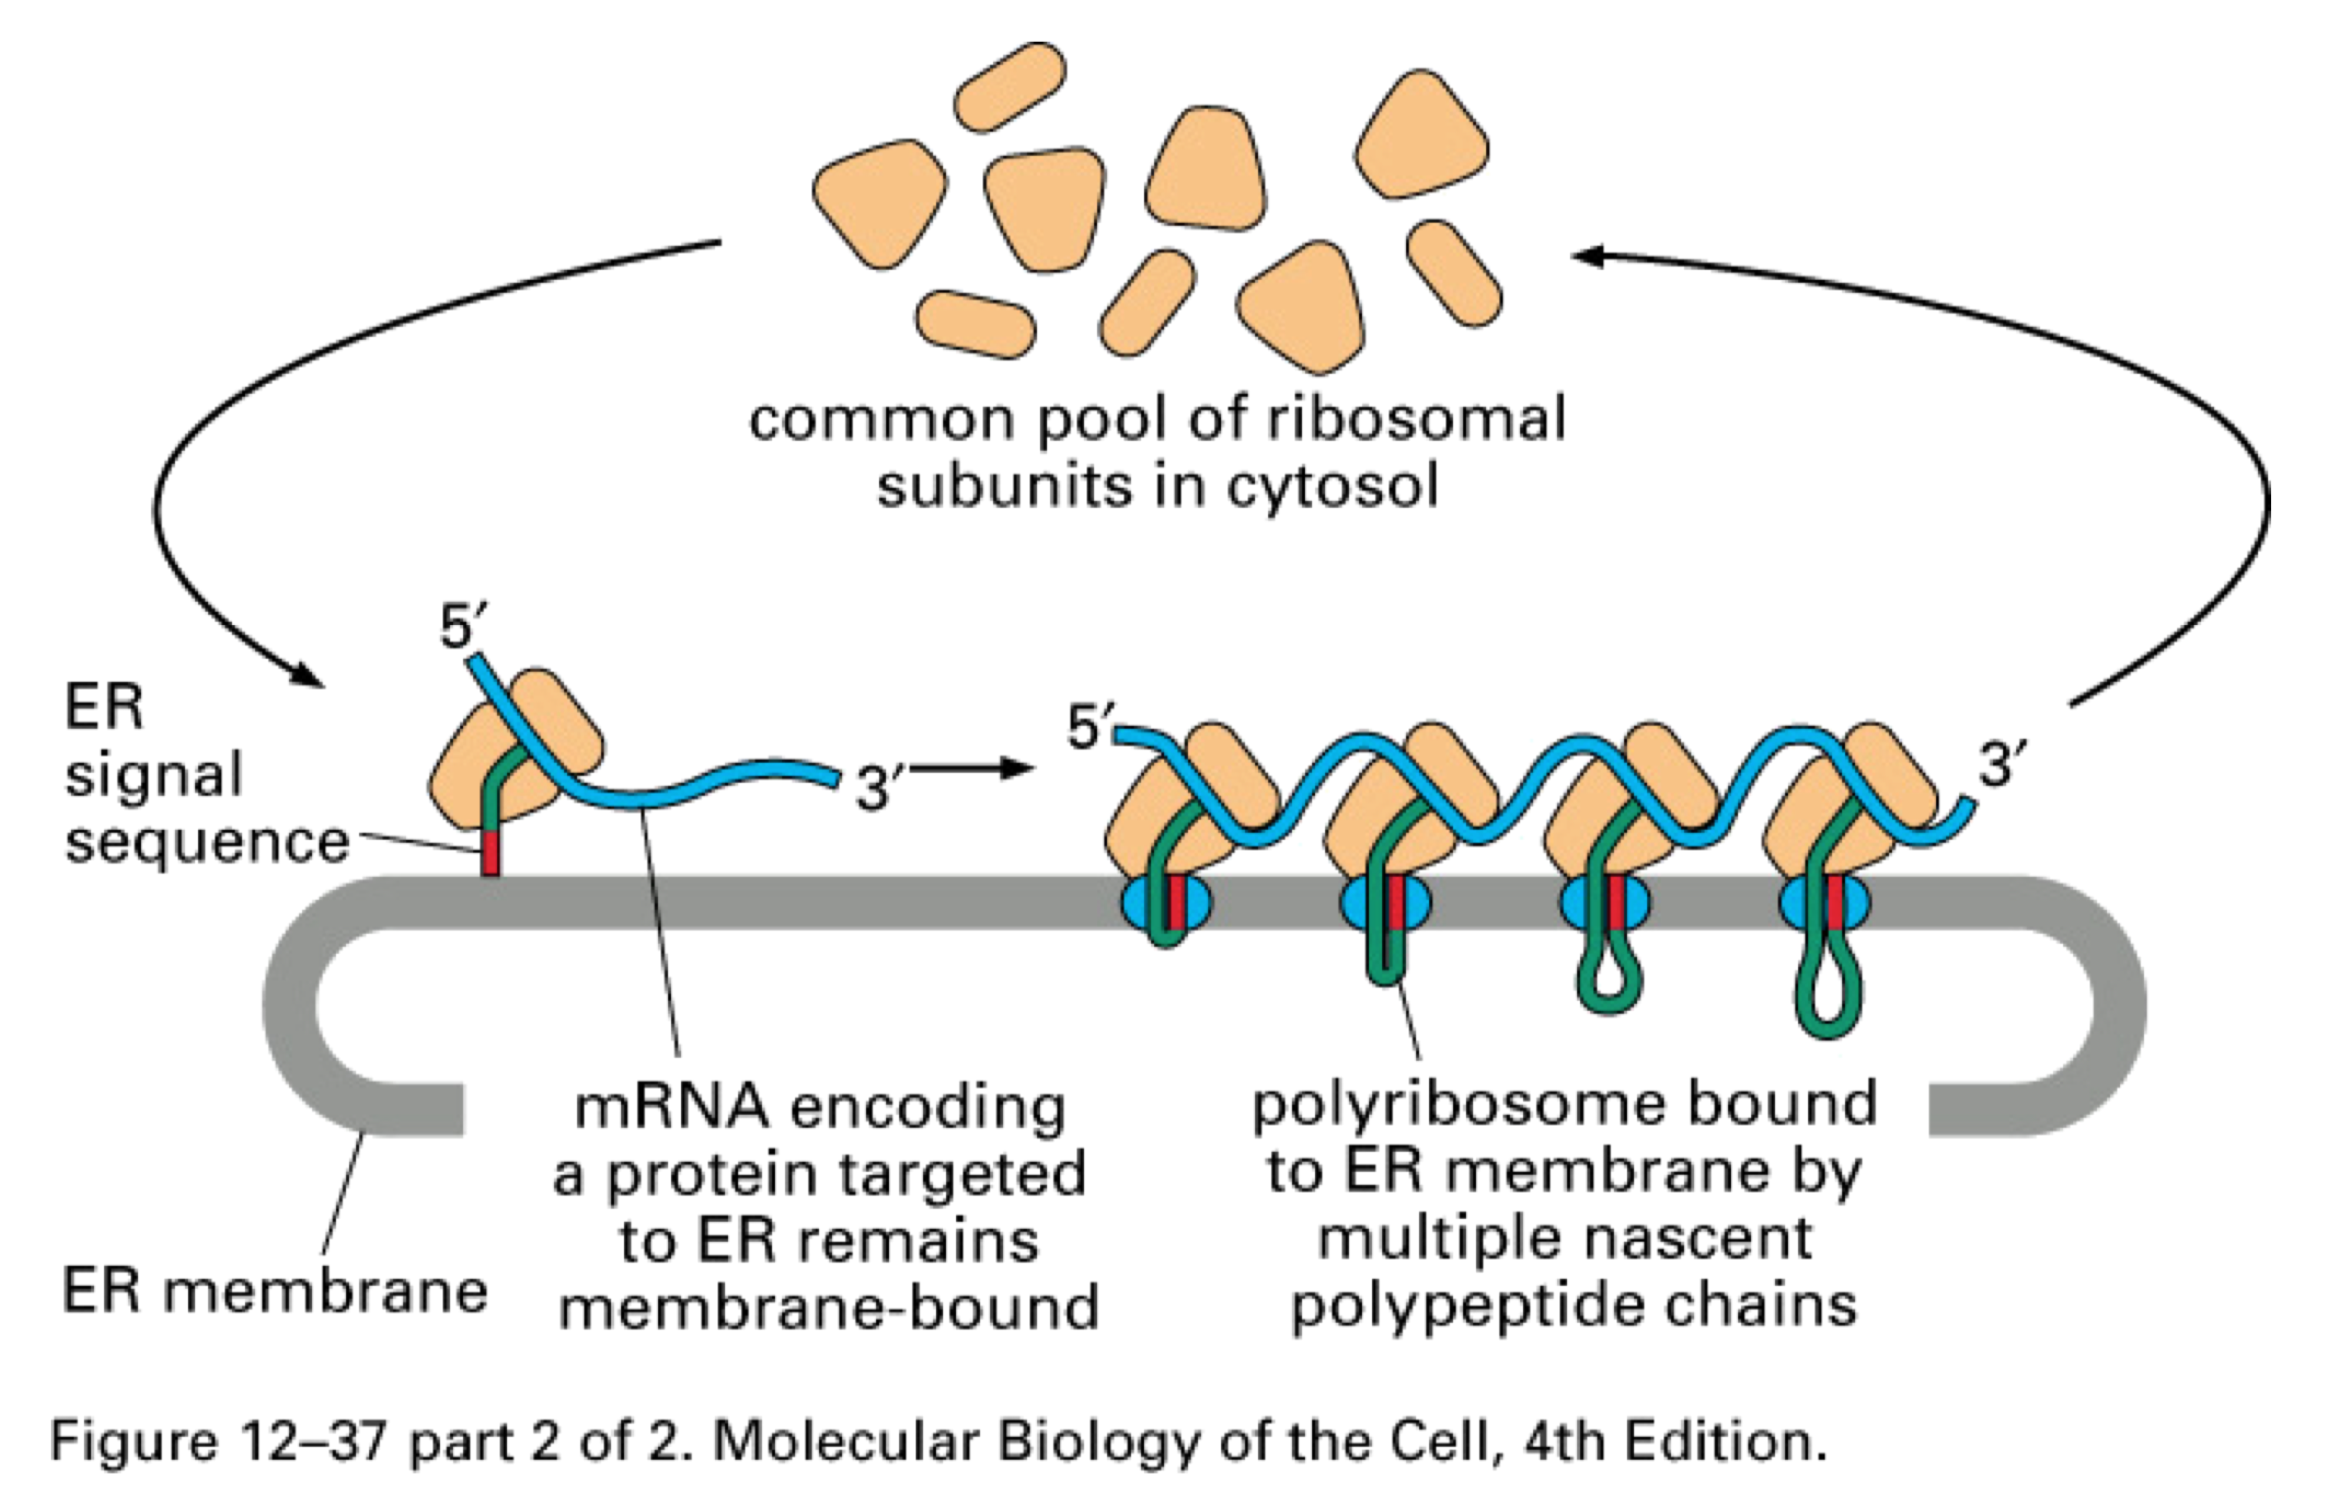 common pool of ribosomal
subunits in cytosol
5′
ER
signal
sequence
3′
5′
3′
mRNA encoding
a protein targeted
to ER remains
membrane-bound
polyribosome bound
to ER membrane by
multiple nascent
polypeptide chains
ER membrane
Figure 12–37 part 2 of 2. Molecular Biology of the Cell, 4th Edition.